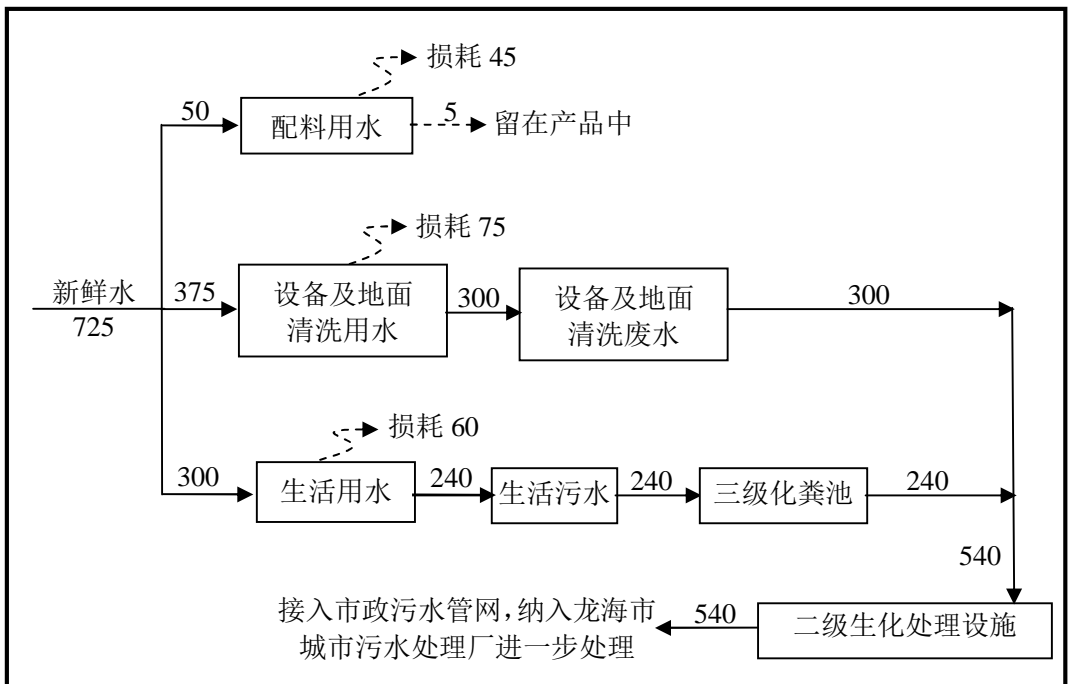 损耗 45
50
配料用水
5
留在产品中
损耗 75
新鲜水
725
375
设备及地面
清洗用水
300
设备及地面
清洗废水
300
损耗 60
300
生活用水
240
生活污水
240
三级化粪池
240
540
接入市政污水管网，纳入龙海市
城市污水处理厂进一步处理
540
二级生化处理设施